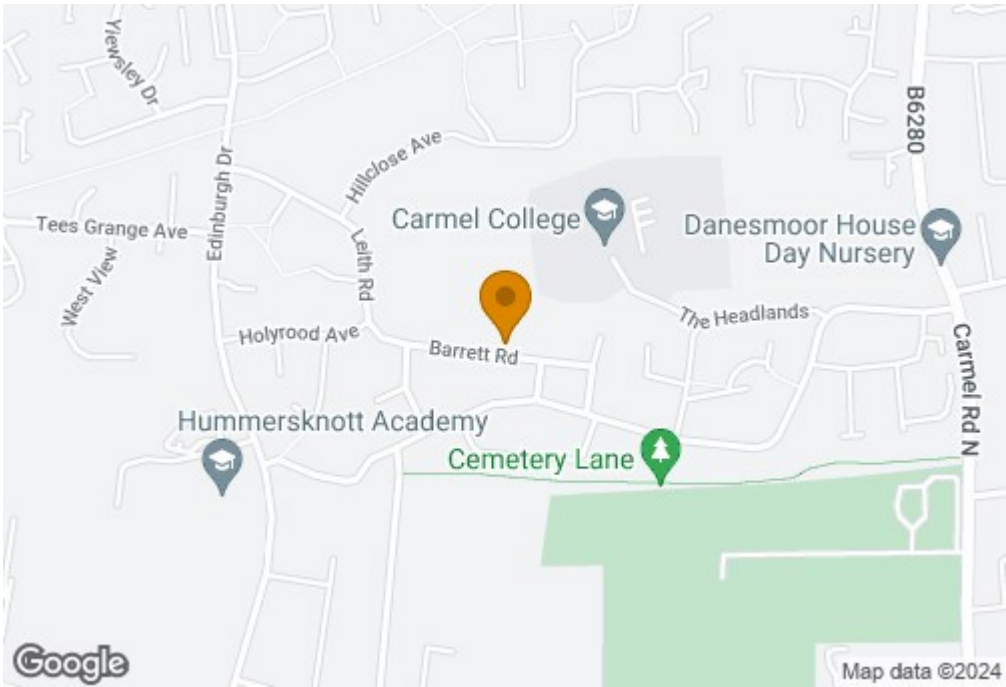 Yiewsley Dr
Edinburgh Dr
Hillclose Ave
B6280
Tees Grange Ave
West View
Leith Rd
Carmel College
Danesmoor House
Day Nursery
The Headlands
Holyrood Ave
Barrett Rd
Carmel Rd N
Hummersknott Academy
Cemetery Lane
Google
Map data ©2024